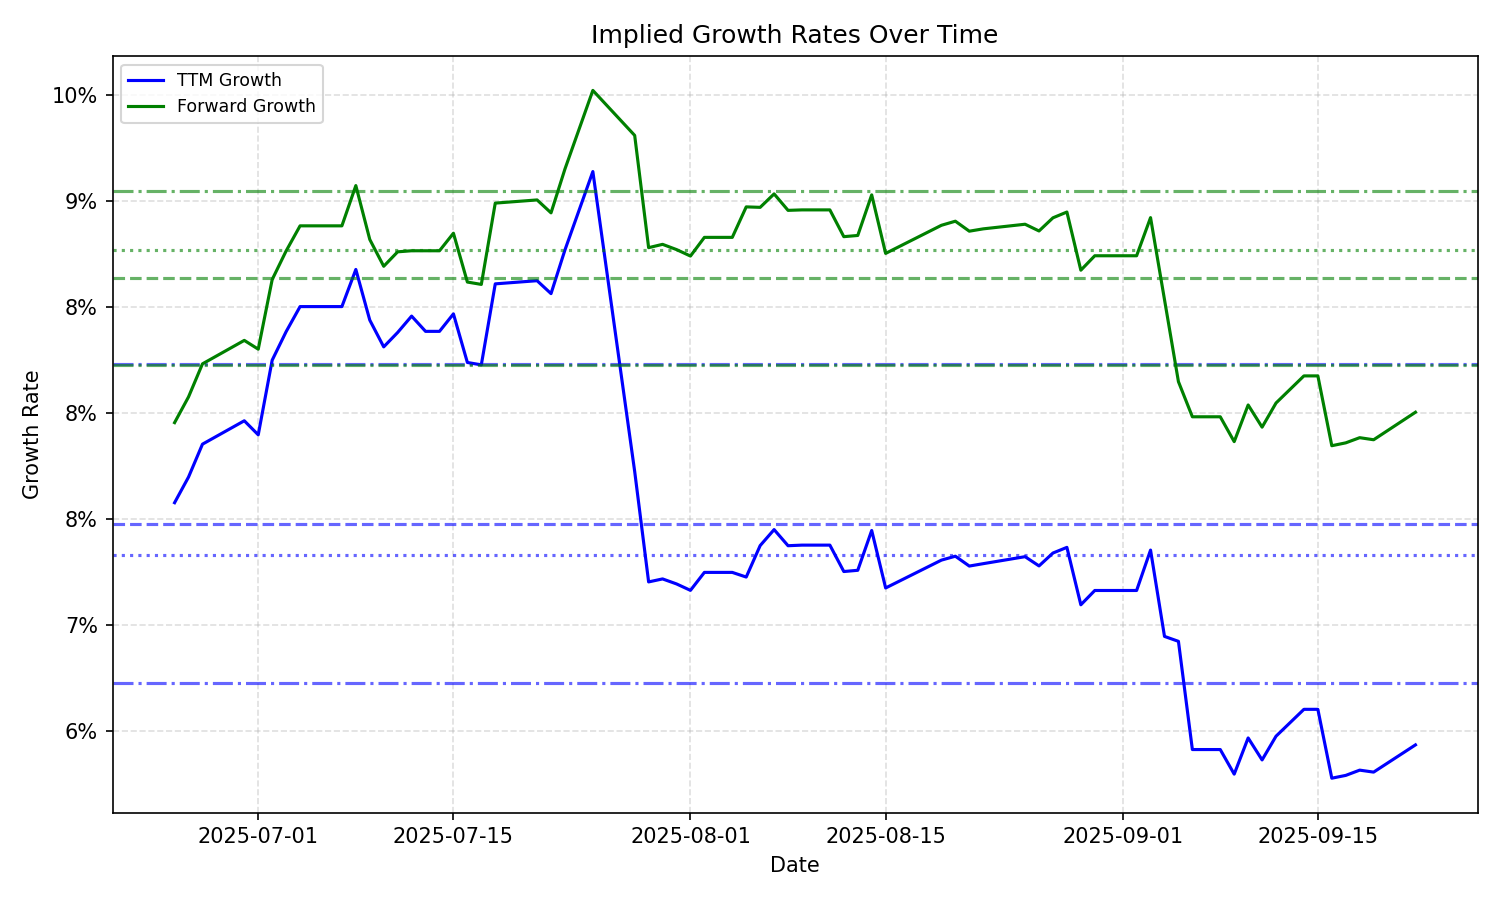 Implied Growth Rates Over Time
TTM Growth
Forward Growth
Growth Rate
10%
9%
8%
8%
8%
7%
6%
2025-07-01
2025-07-15
2025-08-01
2025-08-15
2025-09-01
2025-09-15
Date